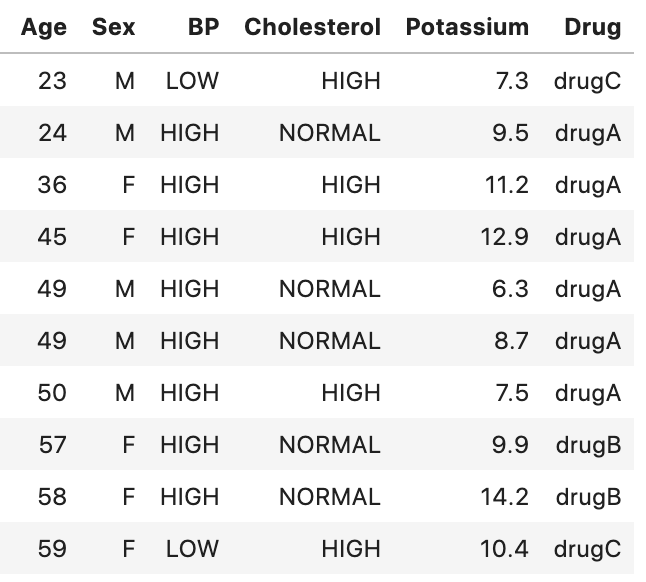 Age Sex BP Cholesterol Potassium Drug
23 M LOW HIGH 7.3 drugC
24 M HIGH NORMAL 9.5 drugA
36 F HIGH HIGH 11.2 drugA
45 F HIGH HIGH 12.9 drugA
49 M HIGH NORMAL 6.3 drugA
49 M HIGH NORMAL 8.7 drugA
50 M HIGH HIGH 7.5 drugA
57 F HIGH NORMAL 9.9 drugB
58 F HIGH NORMAL 14.2 drugB
59 F LOW HIGH 10.4 drugC